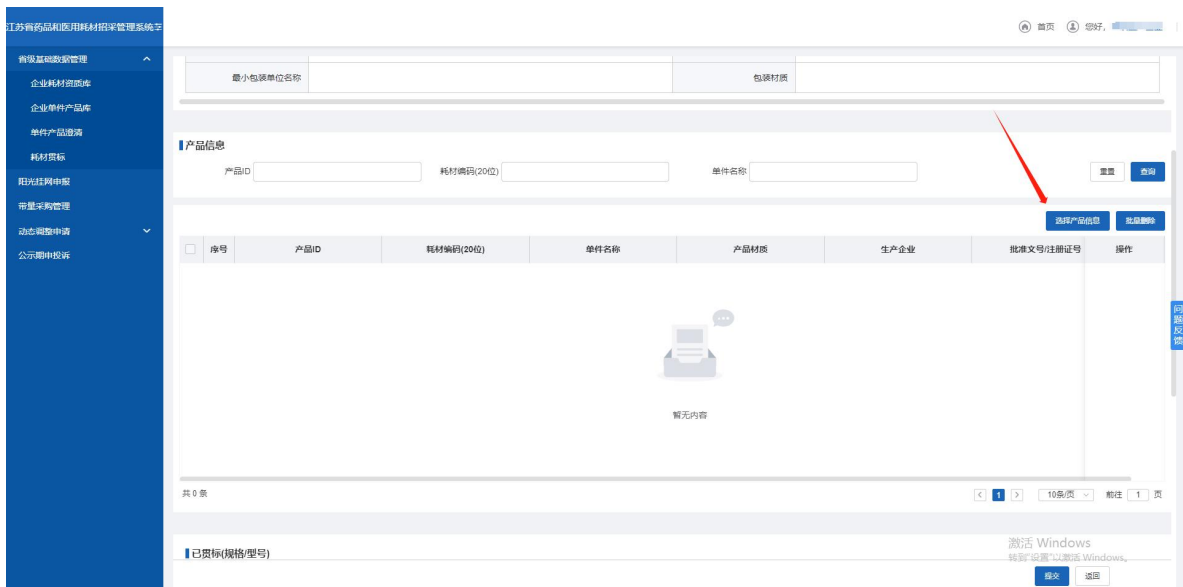 江苏省药品和医用耗材招采管理系统
首页 您好,
省级基础数据管理
企业耗材资质库
企业单件产品库
单件产品澄清
耗材贯标
阳光挂网申报
带量采购管理
动态调整申请
公示期申投诉
最小包装单位名称 包装材质
产品信息
产品ID 耗材编码(20位) 单件名称 重置 查询
选择产品信息 批量删除
序号 产品ID 耗材编码(20位) 单件名称 产品材质 生产企业 批准文号/注册证号 操作
暂无内容
共 0 条 1 10条/页 前往 1 页
问题反馈
已贯标(规格/型号)
激活 Windows
转到"设置"以激活 Windows。
提交 返回